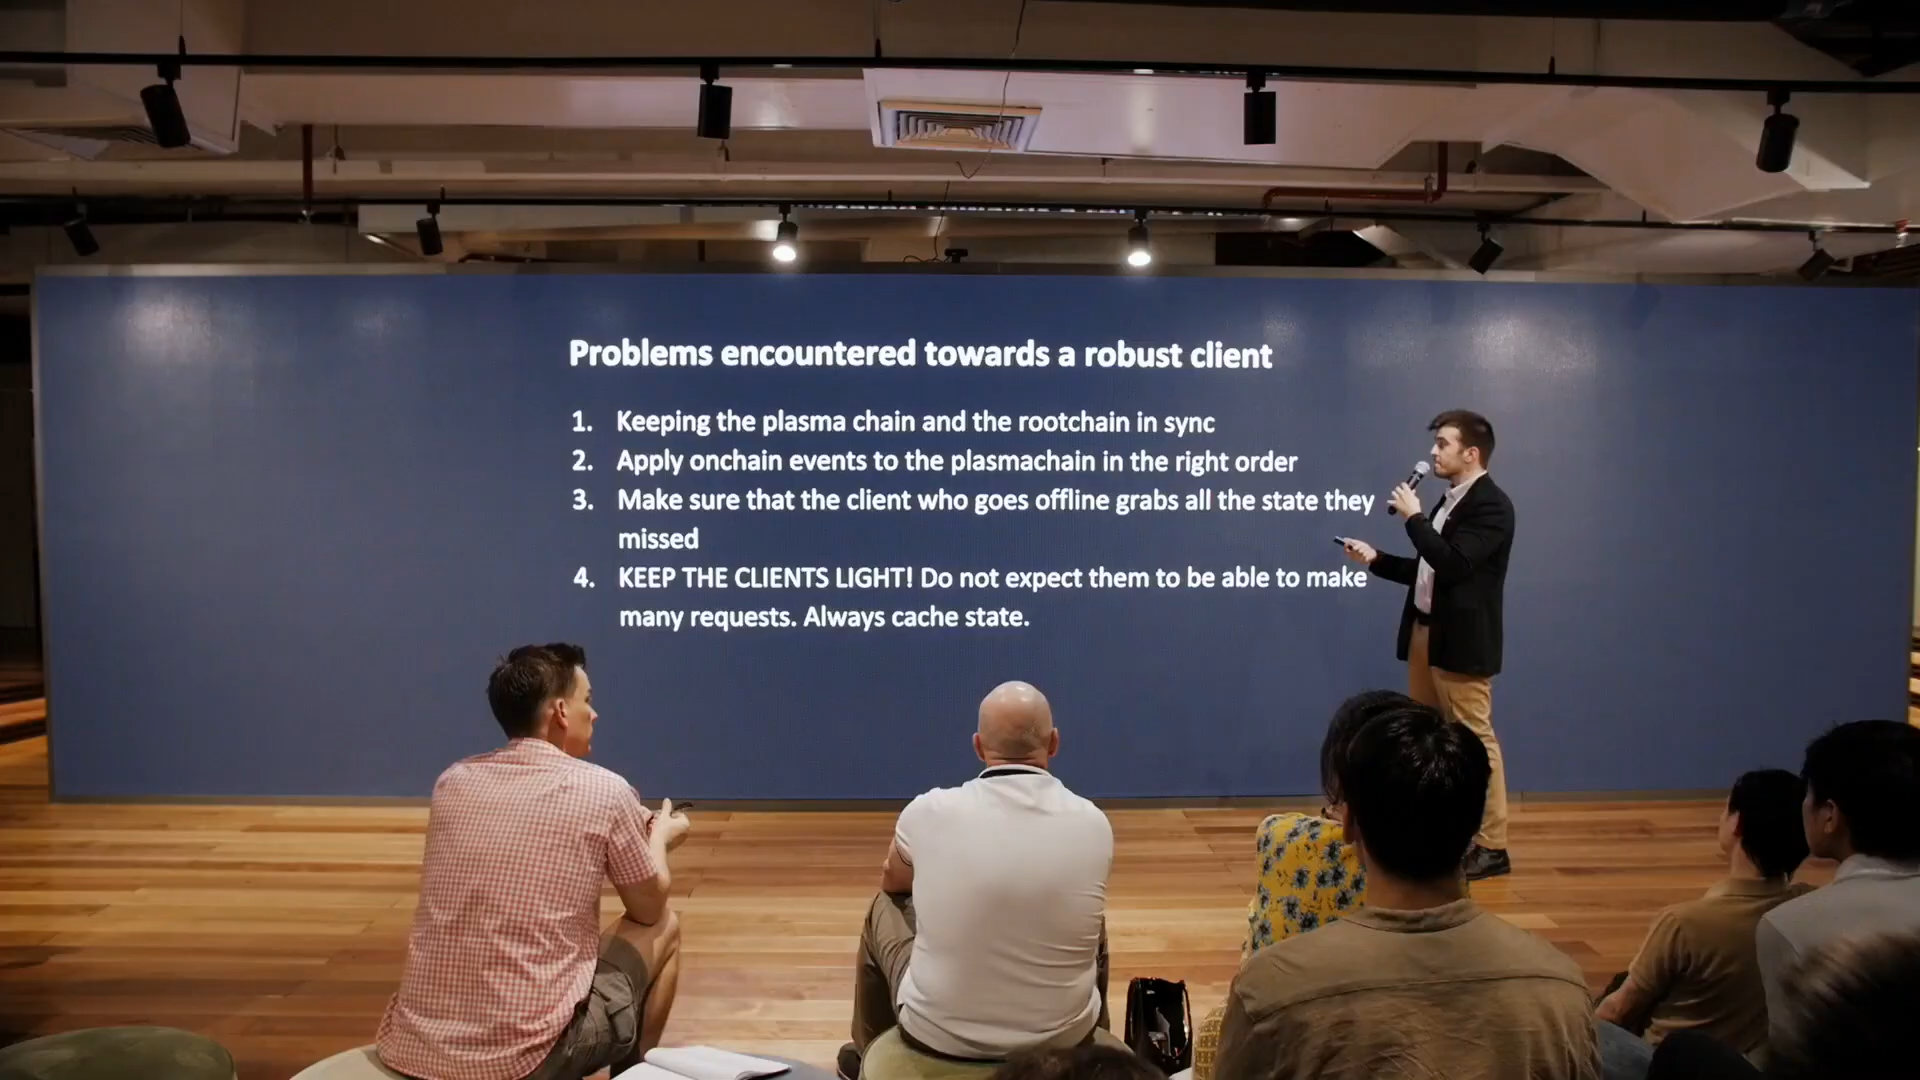 Problems encountered towards a robust client
1. Keeping the plasma chain and the rootchain in sync
2. Apply onchain events to the plasmachain in the right order
3. Make sure that the client who goes offline grabs all the state they
missed
4. KEEP THE CLIENTS LIGHT! Do not expect them to be able to make
many requests. Always cache state.